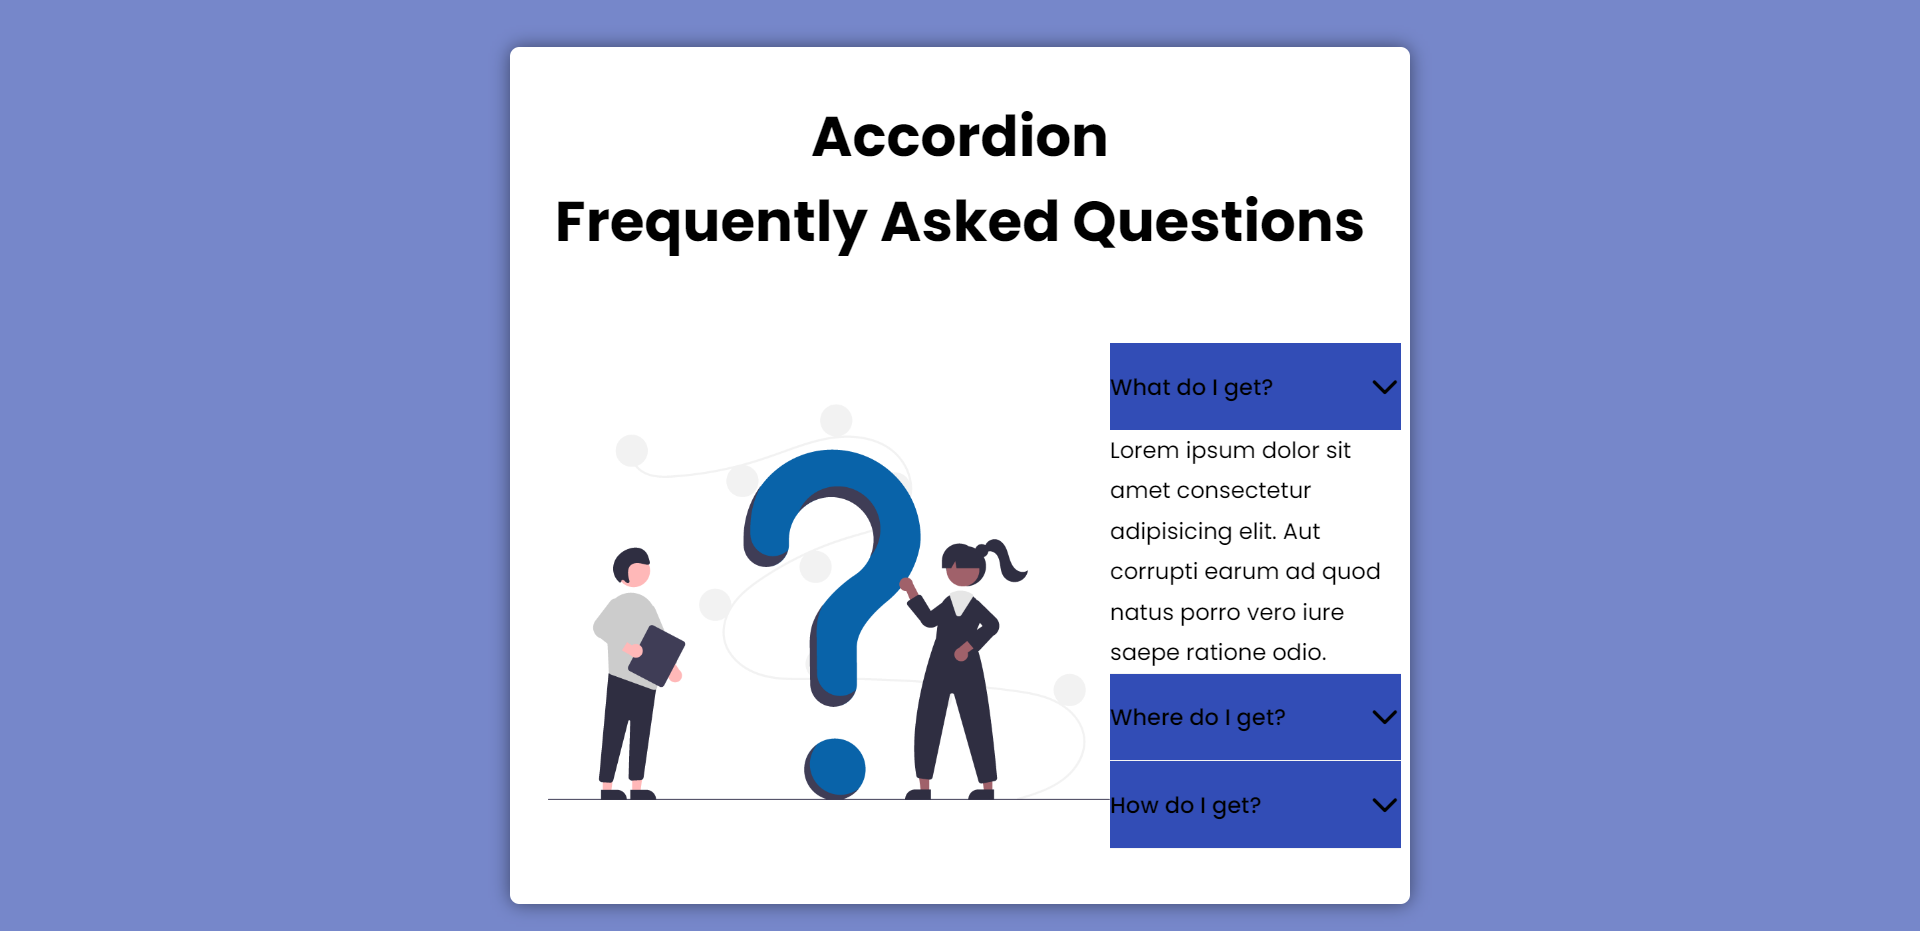 Accordion
Frequently Asked Questions
What do I get?
Lorem ipsum dolor sit
amet consectetur
adipisicing elit. Aut
corrupti earum ad quod
natus porro vero iure
saepe ratione odio.
Where do I get?
How do I get?